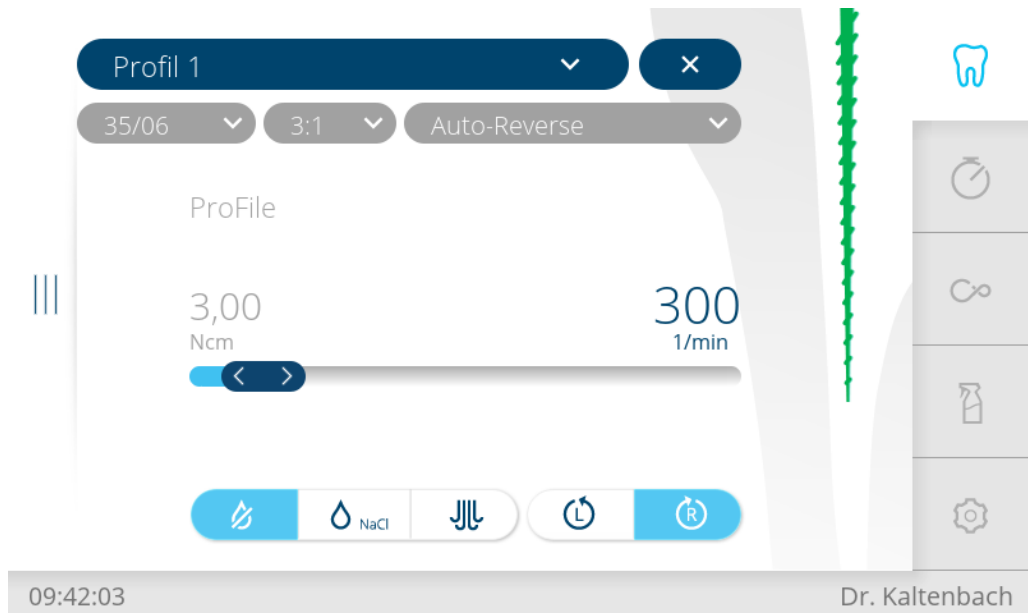 Profil 1
35/06 3:1 Auto-Reverse
ProFile
3,00 300
Ncm 1/min
NaCl L R
09:42:03 Dr. Kaltenbach